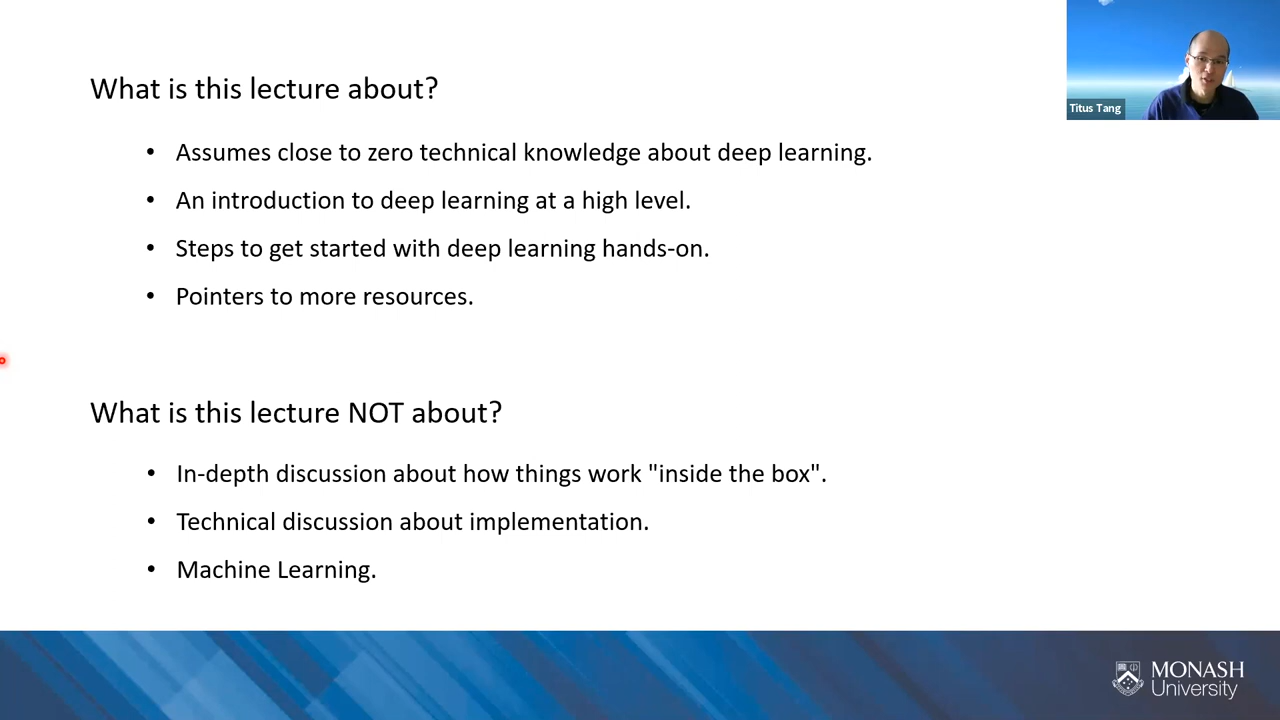 What is this lecture about?
• Assumes close to zero technical knowledge about deep learning.
• An introduction to deep learning at a high level.
• Steps to get started with deep learning hands-on.
• Pointers to more resources.
What is this lecture NOT about?
• In-depth discussion about how things work "inside the box".
• Technical discussion about implementation.
• Machine Learning.
Titus Tang
MONASH
University